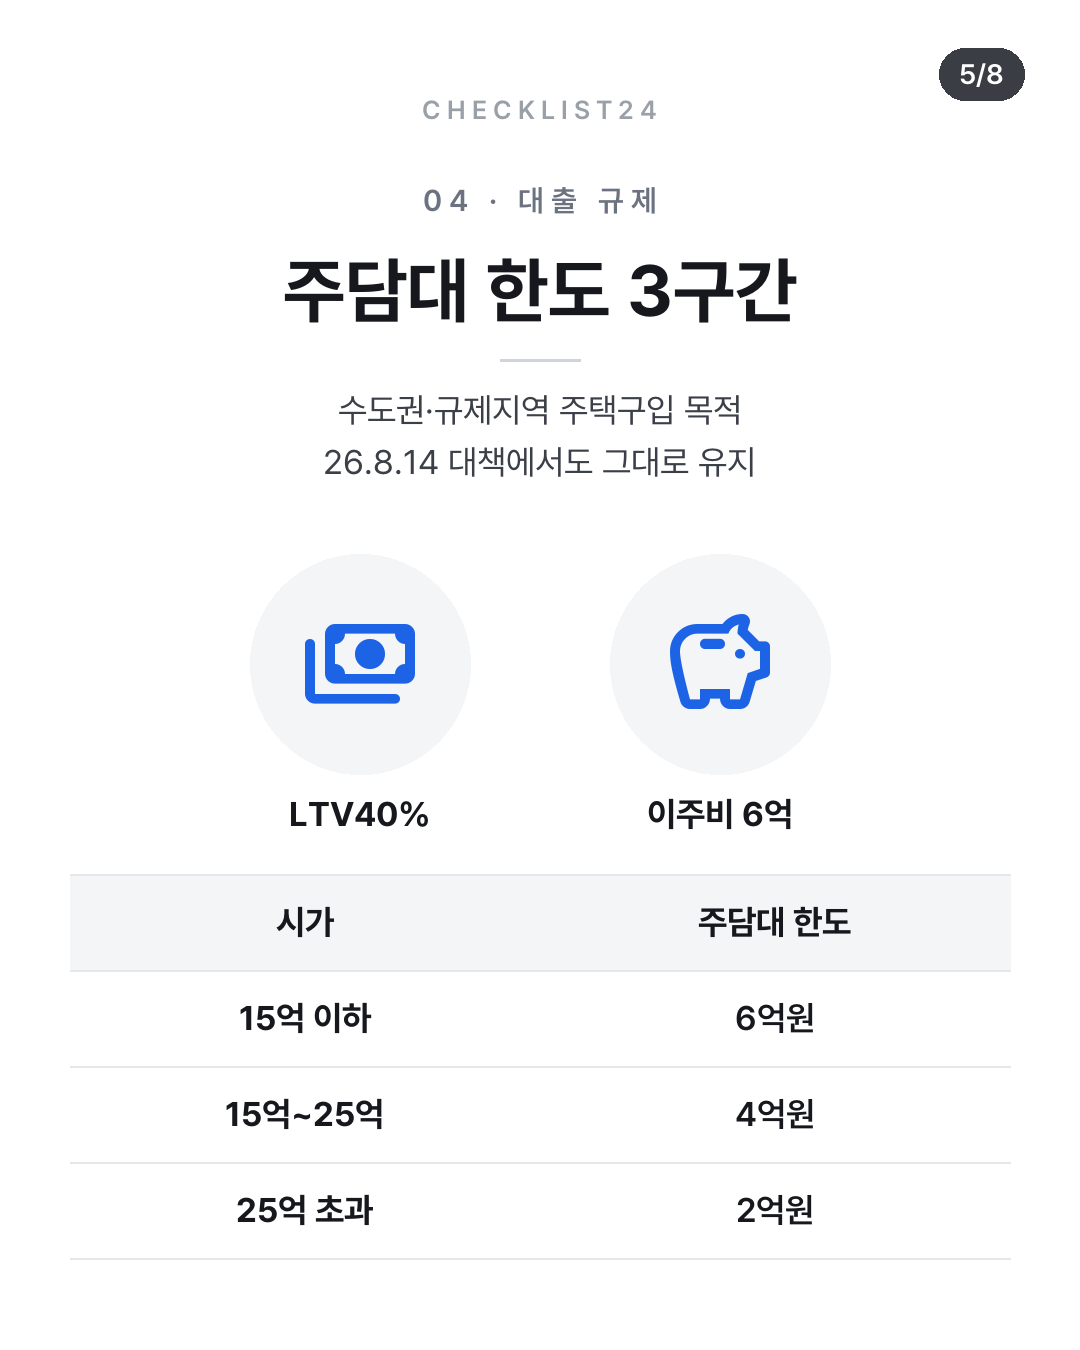 5/8
CHECKLIST24
04 · 대출 규제
주담대 한도 3구간
수도권·규제지역 주택구입 목적
26.8.14 대책에서도 그대로 유지
LTV40%
이주비 6억
시가 주담대 한도
15억 이하 6억원
15억~25억 4억원
25억 초과 2억원